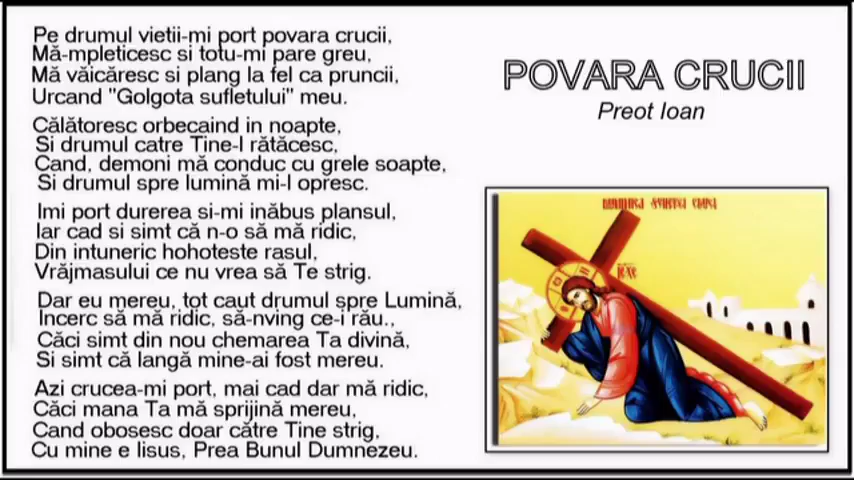 Pe drumul vietii-mi port povara crucii,
Mă-mpleticesc si totu-mi pare greu,
Mă văicăresc si plang la fel ca pruncii,
Urcand "Golgota sufletului" meu.
Călătoresc orbecaind in noapte,
Si drumul catre Tine-l rătăcesc,
Cand, demoni mă conduc cu grele soapte,
Si drumul spre lumină mi-l opresc.
Imi port durerea si-mi inăbus plansul,
Iar cad si simt că n-o să mă ridic,
Din intuneric hohoteste rasul,
Vrăjmasului ce nu vrea să Te strig.
Dar eu mereu, tot caut drumul spre Lumină,
Incerc să mă ridic, să-nving ce-i rău.,
Căci simt din nou chemarea Ta divină,
Si simt că langă mine-ai fost mereu.
Azi crucea-mi port, mai cad dar mă ridic,
Căci mana Ta mă sprijină mereu,
Cand obosesc doar către Tine strig,
Cu mine e Iisus, Prea Bunul Dumnezeu.
POVARA CRUCII
Preot Ioan